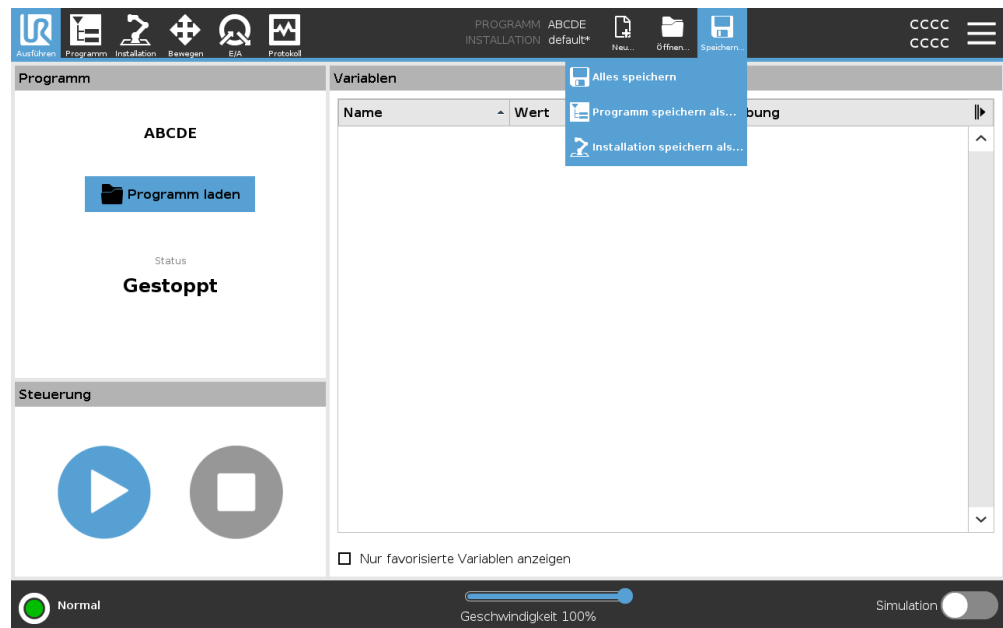 PROGRAMM ABCDE
INSTALLATION default*
CCCC
CCCC
Ausführen Programm Installation Bewegen E/A Protokoll
Neu... Öffnen... Speichern...
Programm
Variablen
Alles speichern
Programm speichern als...
Installation speichern als...
Name Wert bung
ABCDE
Programm laden
Status
Gestoppt
Steuerung
Nur favorisierte Variablen anzeigen
Normal
Geschwindigkeit 100%
Simulation